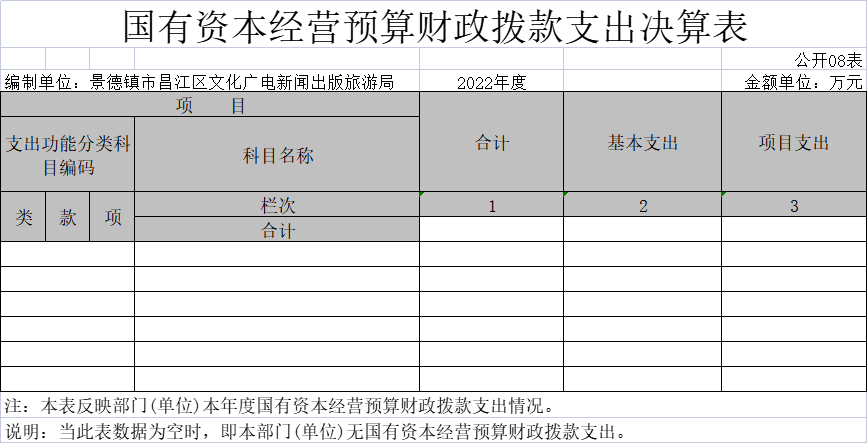 国有资本经营预算财政拨款支出决算表
公开08表
编制单位：景德镇市昌江区文化广电新闻出版旅游局 2022年度 金额单位：万元
项 目
支出功能分类科目编码 科目名称 合计 基本支出 项目支出
类 款 项 栏次 1 2 3
合计
注：本表反映部门(单位)本年度国有资本经营预算财政拨款支出情况。
说明：当此表数据为空时，即本部门(单位)无国有资本经营预算财政拨款支出。